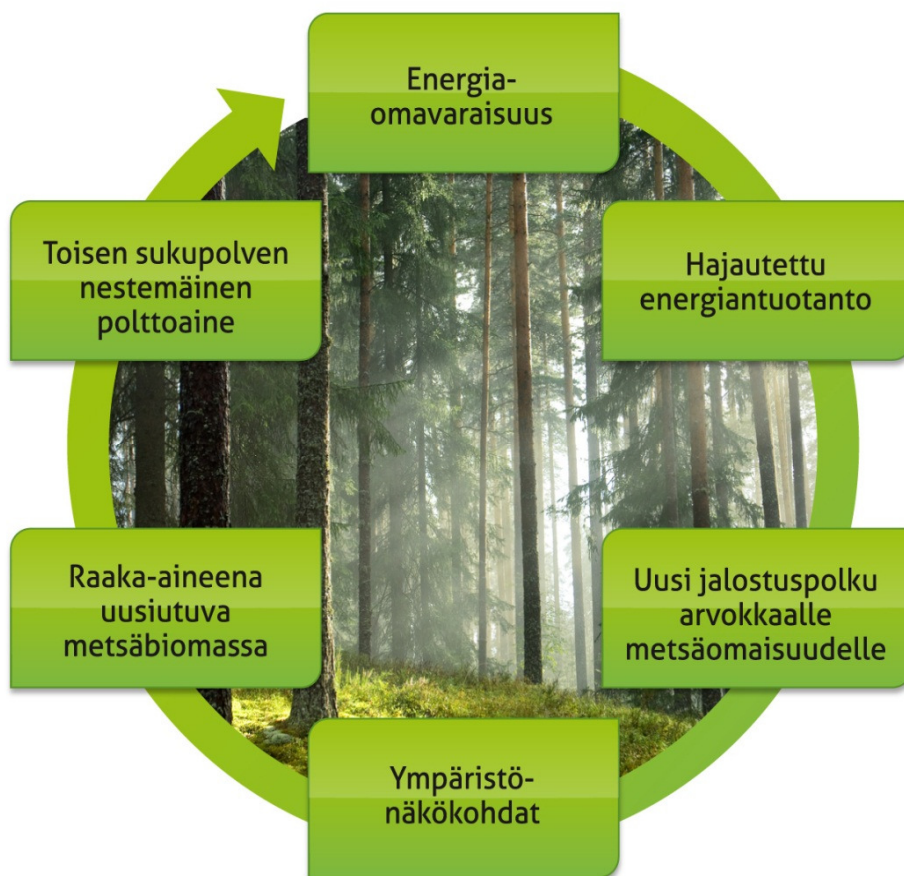 Energia-
omavaraisuus
Hajautettu
energiantuotanto
Uusi jalostuspolku
arvokkaalle
metsäomaisuudelle
Ympäristö-
näkökohdat
Raaka-aineena
uusiutuva
metsäbiomassa
Toisen sukupolven
nestemäinen
polttoaine